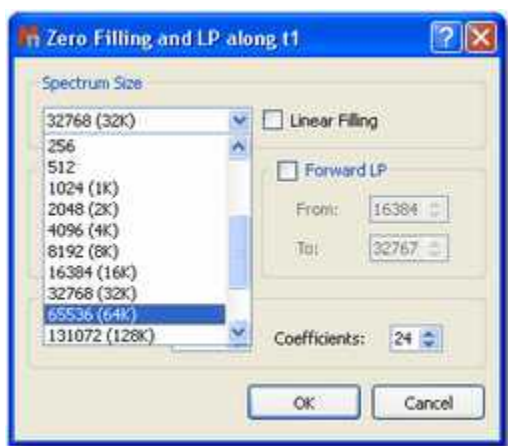 Zero Filling and LP along t1
Spectrum Size
32768 (32K)
Linear Filling
256
512
1024 (1K)
2048 (2K)
4096 (4K)
8192 (8K)
16384 (16K)
32768 (32K)
65536 (64K)
131072 (128K)
Forward LP
From: 16384
To: 32767
Coefficients: 24
OK Cancel